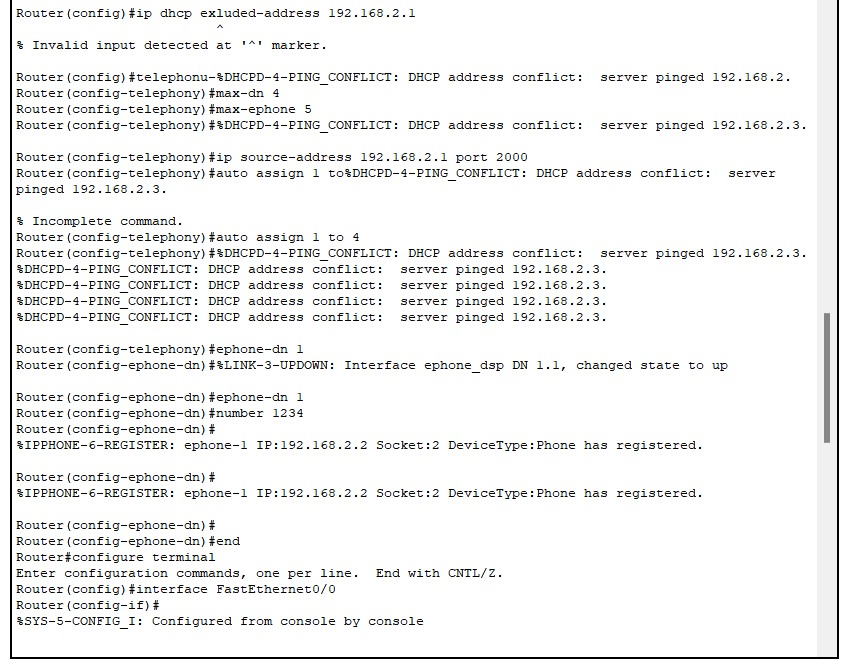 Router(config)#ip dhcp exluded-address 192.168.2.1
^
% Invalid input detected at '^' marker.
Router(config)#telephonu-%DHCPD-4-PING_CONFLICT: DHCP address conflict:  server pinged 192.168.2.
Router(config-telephony)#max-dn 4
Router(config-telephony)#max-ephone 5
Router(config-telephony)#%DHCPD-4-PING_CONFLICT: DHCP address conflict:  server pinged 192.168.2.3.
Router(config-telephony)#ip source-address 192.168.2.1 port 2000
Router(config-telephony)#auto assign 1 to%DHCPD-4-PING_CONFLICT: DHCP address conflict:  server
pinged 192.168.2.3.
% Incomplete command.
Router(config-telephony)#auto assign 1 to 4
Router(config-telephony)#%DHCPD-4-PING_CONFLICT: DHCP address conflict:  server pinged 192.168.2.3.
%DHCPD-4-PING_CONFLICT: DHCP address conflict:  server pinged 192.168.2.3.
%DHCPD-4-PING_CONFLICT: DHCP address conflict:  server pinged 192.168.2.3.
%DHCPD-4-PING_CONFLICT: DHCP address conflict:  server pinged 192.168.2.3.
%DHCPD-4-PING_CONFLICT: DHCP address conflict:  server pinged 192.168.2.3.
Router(config-telephony)#ephone-dn 1
Router(config-ephone-dn)#%LINK-3-UPDOWN: Interface ephone_dsp DN 1.1, changed state to up
Router(config-ephone-dn)#ephone-dn 1
Router(config-ephone-dn)#number 1234
Router(config-ephone-dn)#
%IPPHONE-6-REGISTER: ephone-1 IP:192.168.2.2 Socket:2 DeviceType:Phone has registered.
Router(config-ephone-dn)#
%IPPHONE-6-REGISTER: ephone-1 IP:192.168.2.2 Socket:2 DeviceType:Phone has registered.
Router(config-ephone-dn)#
Router(config-ephone-dn)#end
Router#configure terminal
Enter configuration commands, one per line.  End with CNTL/Z.
Router(config)#interface FastEthernet0/0
Router(config-if)#
%SYS-5-CONFIG_I: Configured from console by console